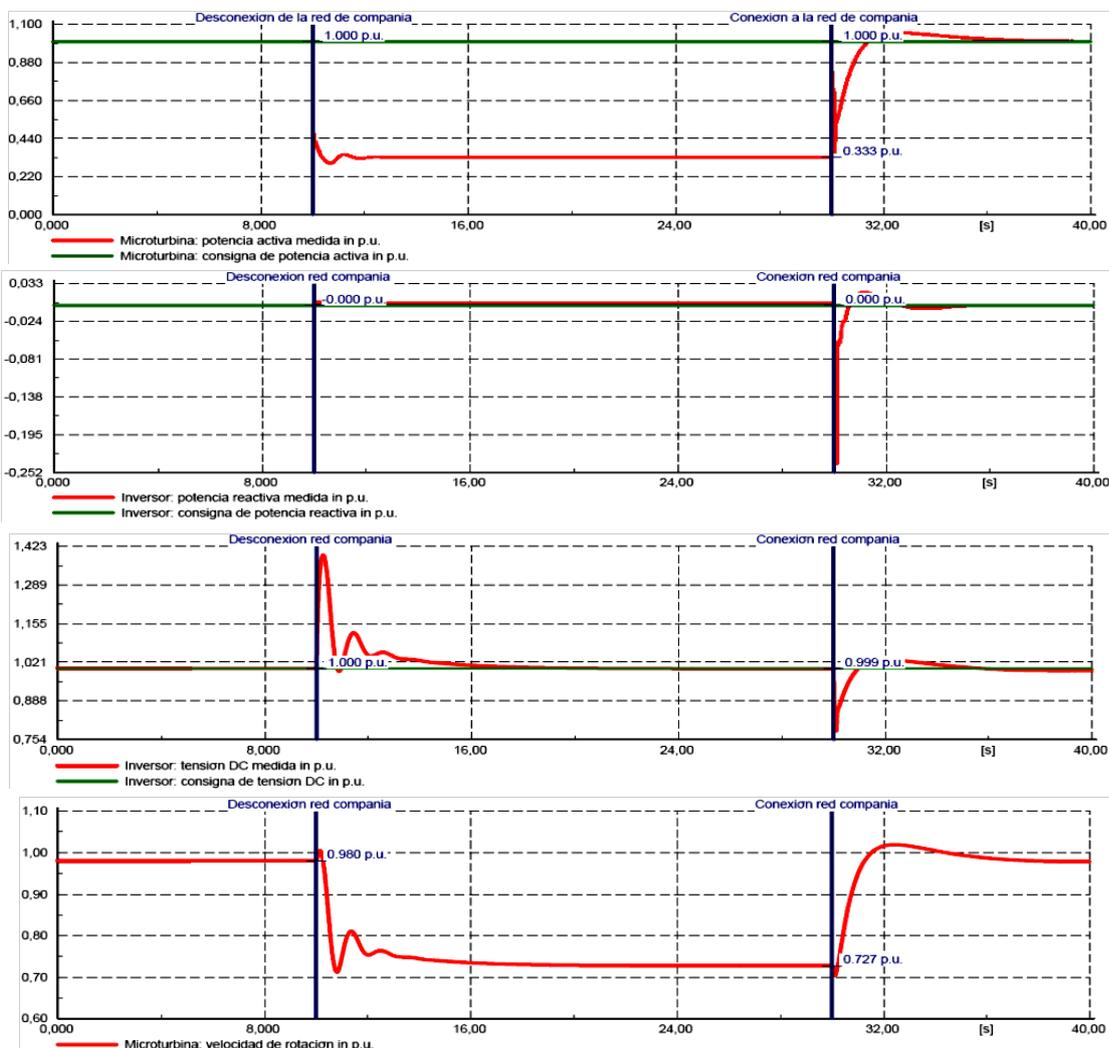 Desconexiσn de la red de compania Conexiσn a la red de compania
1,100 1.000 p.u. 1.000 p.u.
0,880
0,660
0,440
0.333 p.u.
0,220
0,000
0,000 8,000 16,00 24,00 32,00 [s] 40,00
Microturbina: potencia activa medida in p.u.
Microturbina: consigna de potencia activa in p.u.
Desconexion red compania Conexiσn red compania
0,033
-0.000 p.u. 0.000 p.u.
-0,024
-0,081
-0,138
-0,195
-0,252
0,000 8,000 16,00 24,00 32,00 [s] 40,00
Inversor: potencia reactiva medida in p.u.
Inversor: consigna de potencia reactiva in p.u.
Desconexion red compania Conexiσn red compania
1,423
1,289
1,155
1,021 1.000 p.u. 0.999 p.u.
0,888
0,754
0,000 8,000 16,00 24,00 32,00 [s] 40,00
Inversor: tensiσn DC medida in p.u.
Inversor: consigna de tensiσn DC in p.u.
Desconexiσn red compania Conexiσn red compania
1,10
1,00
0.980 p.u.
0,90
0,80
0.727 p.u.
0,70
0,60
0,000 8,000 16,00 24,00 32,00 [s] 40,00
Microturbina: velocidad de rotaciσn in p.u.